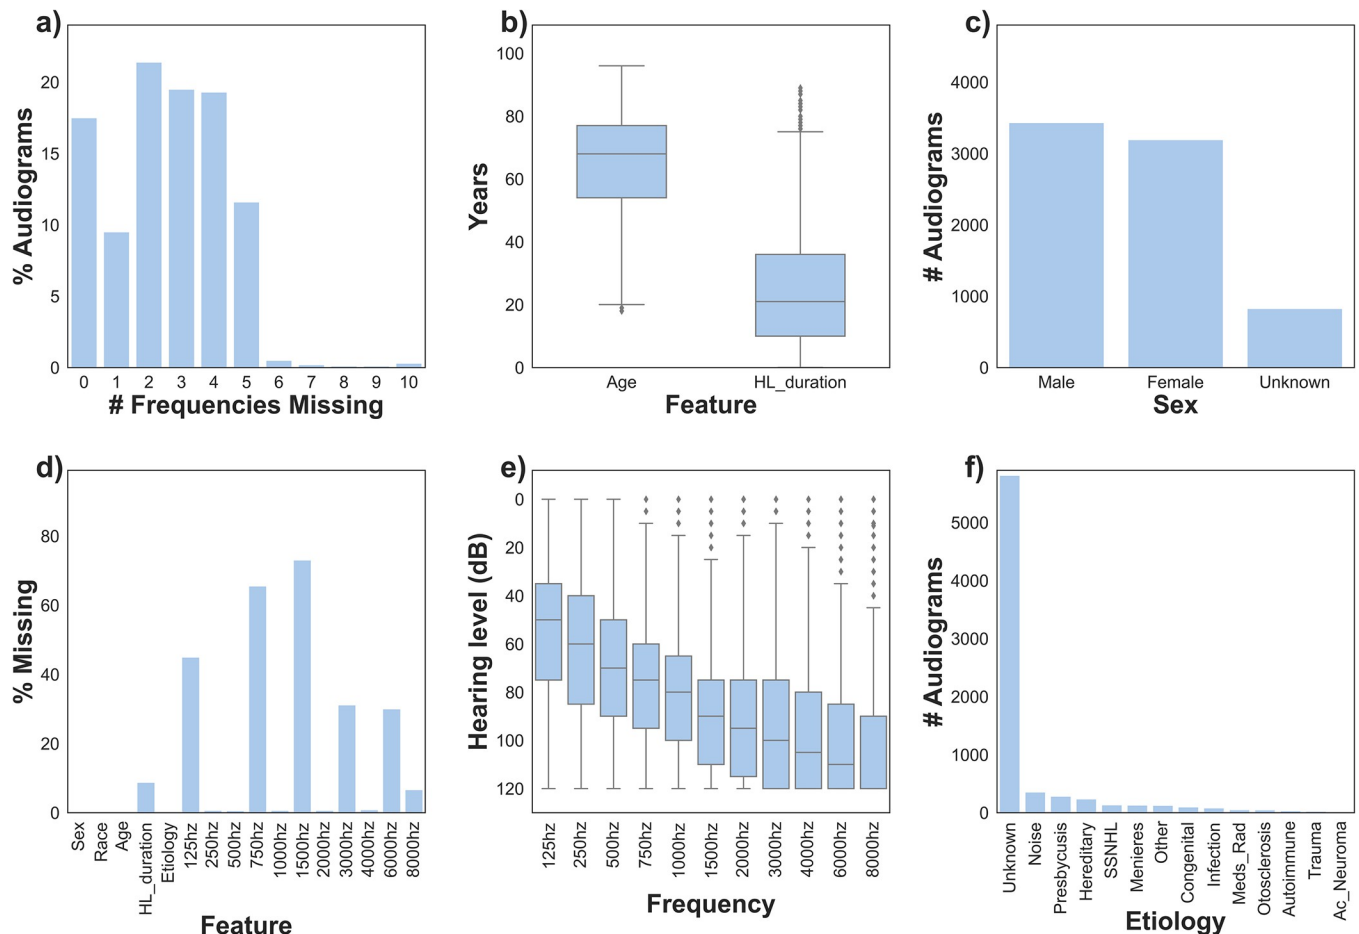 a)
% Audiograms
20
15
10
5
0
0 1 2 3 4 5 6 7 8 9 10
# Frequencies Missing
b)
Years
100
80
60
40
20
0
Age HL_duration
Feature
c)
# Audiograms
4000
3000
2000
1000
0
Male Female Unknown
Sex
d)
% Missing
80
60
40
20
0
Sex Race Age HL_duration Etiology 125hz 250hz 500hz 750hz 1000hz 1500hz 2000hz 3000hz 4000hz 6000hz 8000hz
Feature
e)
Hearing level (dB)
0
20
40
60
80
100
120
125hz 250hz 500hz 750hz 1000hz 1500hz 2000hz 3000hz 4000hz 6000hz 8000hz
Frequency
f)
# Audiograms
5000
4000
3000
2000
1000
0
Unknown Noise Presbycusis Hereditary SSNHL Menieres Other Congenital Infection Meds_Rad Otosclerosis Autoimmune Trauma Ac_Neuroma
Etiology